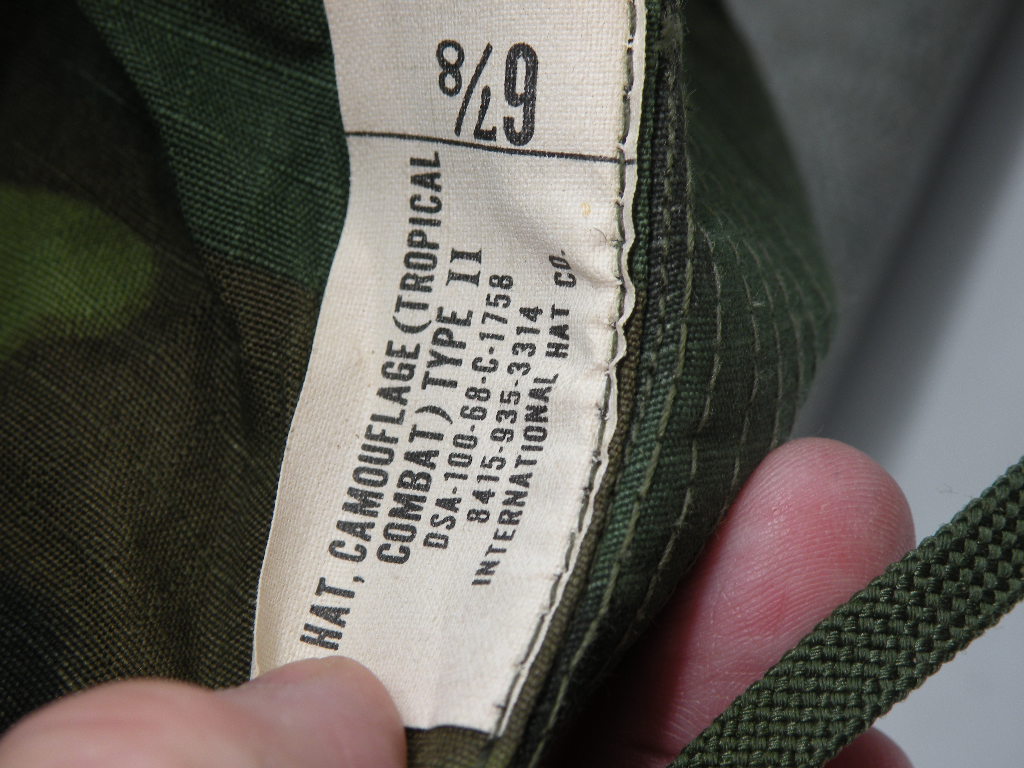 6 7/8
HAT, CAMOUFLAGE (TROPICAL
COMBAT) TYPE II
DSA-100-68-C-1758
8415-935-3314
INTERNATIONAL HAT CO.